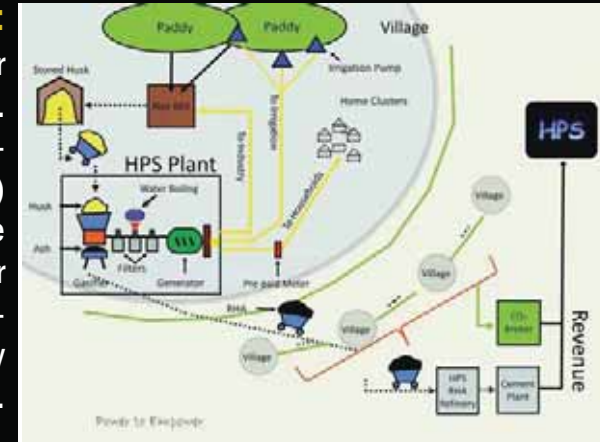 Paddy
Paddy
Village
Irrigation Pump
Stored Husk
Rice Mill
Home Clusters
To Industry
To Irrigation
To Households
HPS
HPS Plant
Water Boiling
Husk
Ash
Filters
Gasifier
Generator
Pre paid Meter
RHA
Village
Village
Village
Village
CO₂
Broker
Revenue
HPS
RHA
Refinery
Cement
Plant
Power to Empower